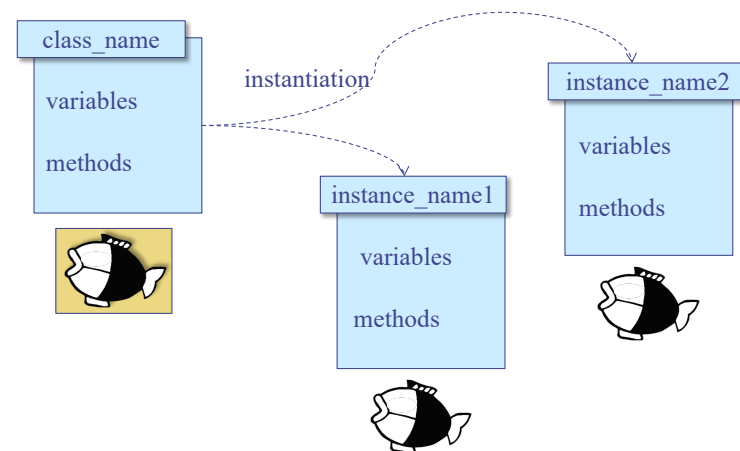 class_name
variables
methods
instantiation
instance_name1
variables
methods
instance_name2
variables
methods